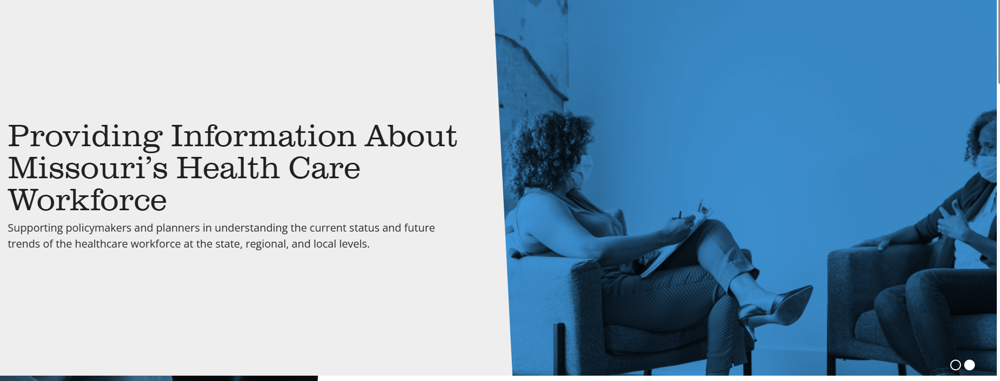 Providing Information About
Missouri’s Health Care
Workforce
Supporting policymakers and planners in understanding the current status and future
trends of the healthcare workforce at the state, regional, and local levels.